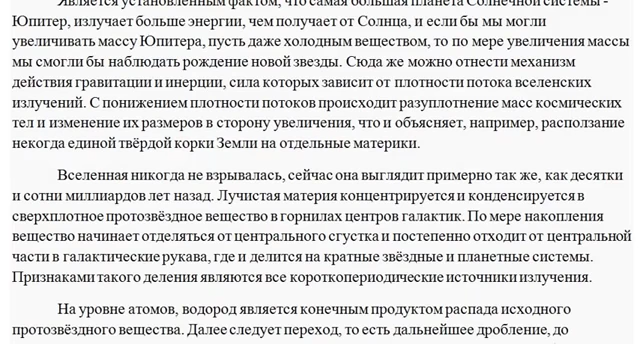 Является установленным фактом, что самая большая планета Солнечной системы -
Юпитер, излучает больше энергии, чем получает от Солнца, и если бы мы могли
увеличивать массу Юпитера, пусть даже холодным веществом, то по мере увеличения массы
мы смогли бы наблюдать рождение новой звезды. Сюда же можно отнести механизм
действия гравитации и инерции, сила которых зависит от плотности потока вселенских
излучений. С понижением плотности потоков происходит разуплотнение масс космических
тел и изменение их размеров в сторону увеличения, что и объясняет, например, расползание
некогда единой твёрдой корки Земли на отдельные материки.
Вселенная никогда не взрывалась, сейчас она выглядит примерно так же, как десятки
и сотни миллиардов лет назад. Лучистая материя концентрируется и конденсируется в
сверхплотное протозвёздное вещество в горнилах центров галактик. По мере накопления
вещество начинает отделяться от центрального сгустка и постепенно отходит от центральной
части в галактические рукава, где и делится на кратные звёздные и планетные системы.
Признаками такого деления являются все короткопериодические источники излучения.
На уровне атомов, водород является конечным продуктом распада исходного
протозвёздного вещества. Далее следует переход, то есть дальнейшее дробление, до